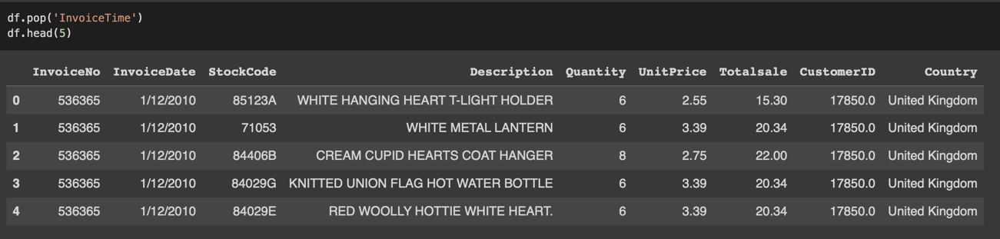 df.pop('InvoiceTime')
df.head(5)
InvoiceNo InvoiceDate StockCode Description Quantity UnitPrice Totalsale CustomerID Country
0 536365 1/12/2010 85123A WHITE HANGING HEART T-LIGHT HOLDER 6 2.55 15.30 17850.0 United Kingdom
1 536365 1/12/2010 71053 WHITE METAL LANTERN 6 3.39 20.34 17850.0 United Kingdom
2 536365 1/12/2010 84406B CREAM CUPID HEARTS COAT HANGER 8 2.75 22.00 17850.0 United Kingdom
3 536365 1/12/2010 84029G KNITTED UNION FLAG HOT WATER BOTTLE 6 3.39 20.34 17850.0 United Kingdom
4 536365 1/12/2010 84029E RED WOOLLY HOTTIE WHITE HEART. 6 3.39 20.34 17850.0 United Kingdom